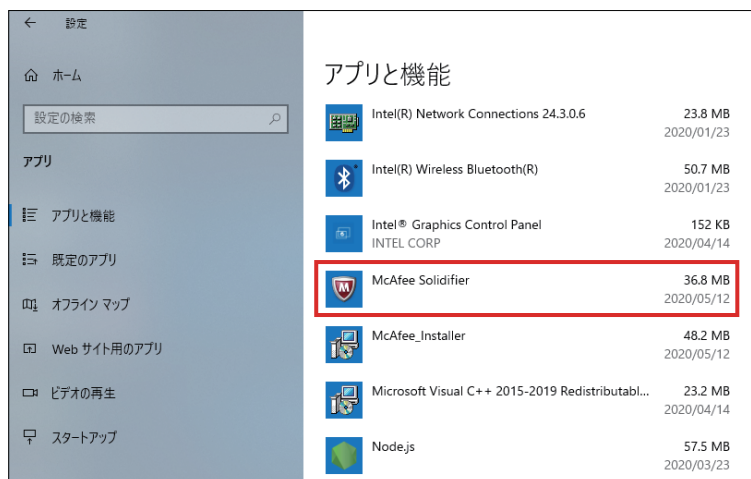 設定
ホーム
設定の検索
アプリ
アプリと機能
既定のアプリ
オフライン マップ
Web サイト用のアプリ
ビデオの再生
スタートアップ
アプリと機能
Intel(R) Network Connections 24.3.0.6 23.8 MB
2020/01/23
Intel(R) Wireless Bluetooth(R) 50.7 MB
2020/01/23
Intel® Graphics Control Panel 152 KB
INTEL CORP 2020/04/14
McAfee Solidifier 36.8 MB
2020/05/12
McAfee_Installer 48.2 MB
2020/05/12
Microsoft Visual C++ 2015-2019 Redistributabl... 23.2 MB
2020/04/14
Node.js 57.5 MB
2020/03/23